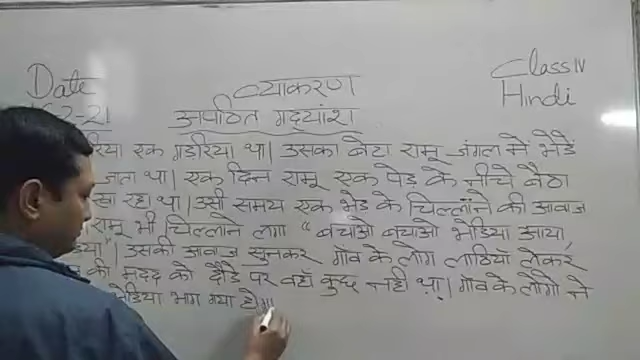 Date व्याकरण Class IV
2-21 अपठित गद्यांश Hindi
रिया एक गडरिया था। उसका बेटा रामू जंगल में भेड़ें
जाता था। एक दिन रामू एक पेड़ के नीचे बैठा
खा रहा था। उसी समय एक भेड़ के चिल्लाने की आवाज
रामू भी चिल्लाने लगा "बचाओ बचाओ भेडिया आया,
या"। उसकी आवाज सुनकर गाँव के लोग लाठियाँ लेकर
की मदद को दौड़े पर वहाँ कुछ नही था। गाँव के लोगो ने
भेडिया भाग गया होगा